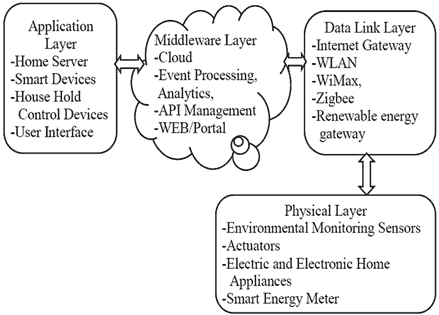 Application
Layer
-Home Server
-Smart Devices
-House Hold
Control Devices
-User Interface
Middleware Layer
-Cloud
-Event Processing,
Analytics,
-API Management
-WEB/Portal
Data Link Layer
-Internet Gateway
-WLAN
-WiMax,
-Zigbee
-Renewable energy
gateway
Physical Layer
-Environmental Monitoring Sensors
-Actuators
-Electric and Electronic Home
Appliances
-Smart Energy Meter